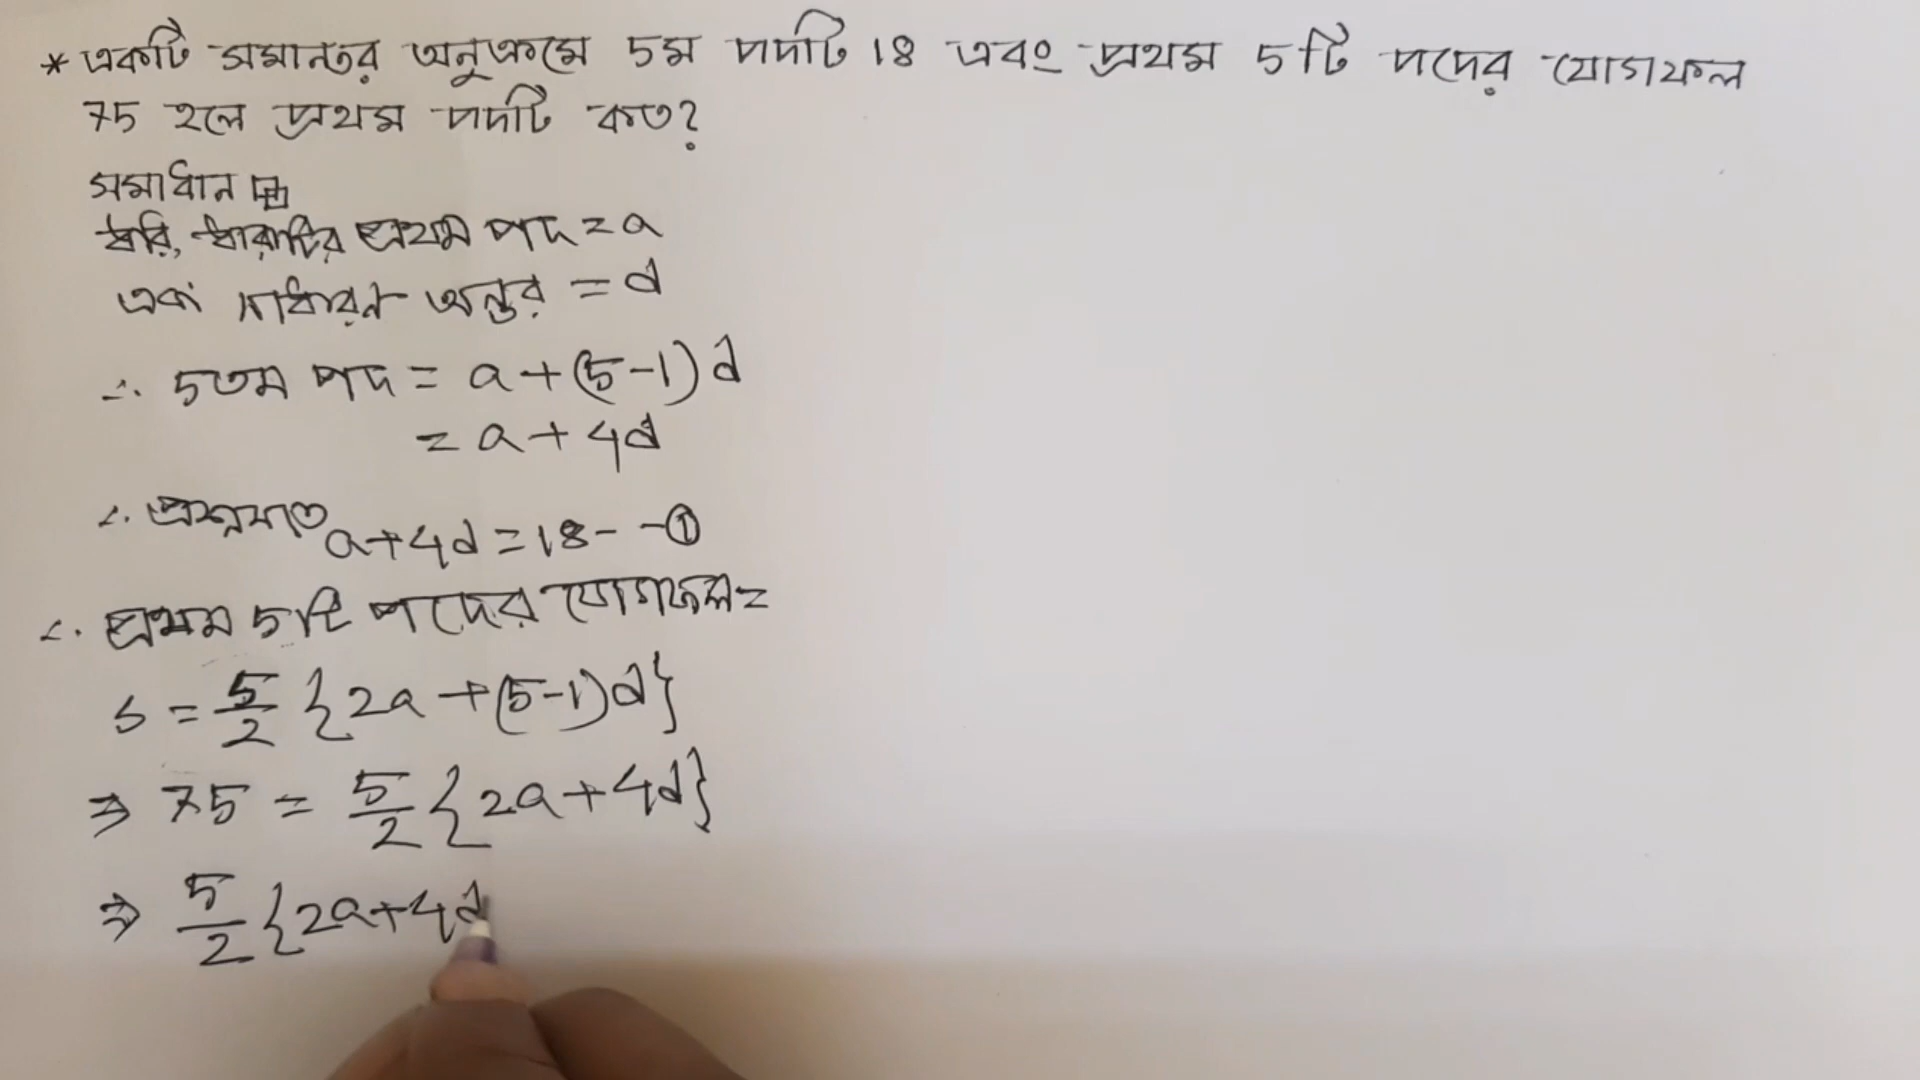 * একটি সমান্তর অনুক্রমে 5ম পদটি 18 এবং প্রথম 5টি পদের যোগফল
75 হলে প্রথম পদটি কত?
সমাধান
ধরি, ধারাটির প্রথম পদ = a
এবং সাধারণ অন্তর = d
∴ 5তম পদ = a+(5-1)d
= a+4d
∴ প্রশ্নমতে a+4d=18--①
∴ প্রথম 5টি পদের যোগফল=
s = 5/2 {2a+(5-1)d}
⇒ 75 = 5/2 {2a+4d}
⇒ 5/2 {2a+4d